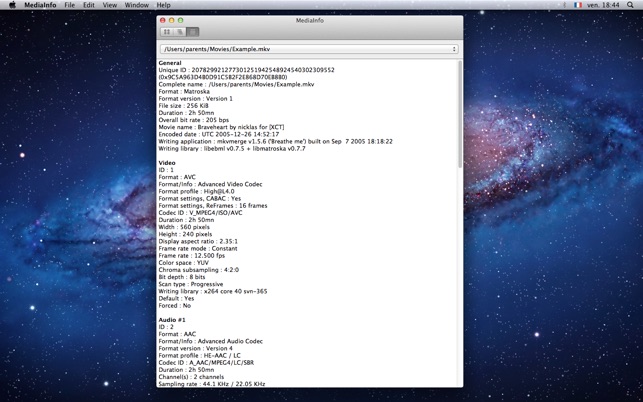 MediaInfo File Edit View Window Help ven. 18:44
MediaInfo
/Users/parents/Movies/Example.mkv
General
Unique ID : 207829921277301251942548924540302309552
(0x9C5A963D4B0D91C5B2F2E868D70E88B0)
Complete name : /Users/parents/Movies/Example.mkv
Format : Matroska
Format version : Version 1
File size : 256 KiB
Duration : 2h 50mn
Overall bit rate : 205 bps
Movie name : Braveheart by nicklas for [XCT]
Encoded date : UTC 2005-12-26 14:52:17
Writing application : mkvmerge v1.5.6 ('Breathe me') built on Sep 7 2005 18:18:22
Writing library : libebml v0.7.5 + libmatroska v0.7.7
Video
ID : 1
Format : AVC
Format/Info : Advanced Video Codec
Format profile : High@L4.0
Format settings, CABAC : Yes
Format settings, ReFrames : 16 frames
Codec ID : V_MPEG4/ISO/AVC
Duration : 2h 50mn
Width : 560 pixels
Height : 240 pixels
Display aspect ratio : 2.35:1
Frame rate mode : Constant
Frame rate : 12.500 fps
Color space : YUV
Chroma subsampling : 4:2:0
Bit depth : 8 bits
Scan type : Progressive
Writing library : x264 core 40 svn-365
Default : Yes
Forced : No
Audio #1
ID : 2
Format : AAC
Format/Info : Advanced Audio Codec
Format version : Version 4
Format profile : HE-AAC / LC
Codec ID : A_AAC/MPEG4/LC/SBR
Duration : 2h 50mn
Channel(s) : 2 channels
Sampling rate : 44.1 KHz / 22.05 KHz